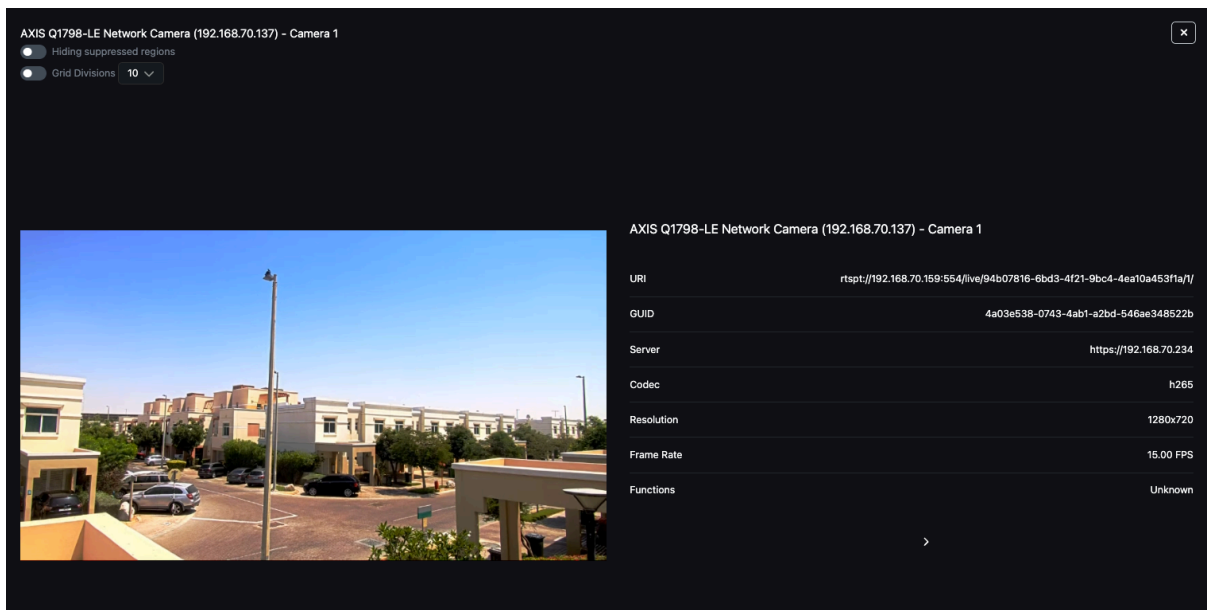 AXIS Q1798-LE Network Camera (192.168.70.137) - Camera 1
Hiding suppressed regions
Grid Divisions 10
AXIS Q1798-LE Network Camera (192.168.70.137) - Camera 1
URI rtspt://192.168.70.159:554/live/94b07816-6bd3-4f21-9bc4-4ea10a453f1a/1/
GUID 4a03e538-0743-4ab1-a2bd-546ae348522b
Server https://192.168.70.234
Codec h265
Resolution 1280x720
Frame Rate 15.00 FPS
Functions Unknown